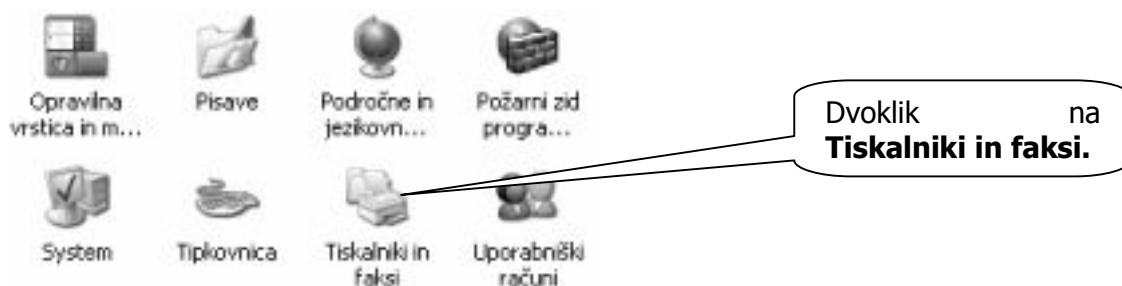 Opravilna
vrstica in m...
Pisave
Področne in
jezikovn...
Požarni zid
progra...
Dvoklik na
Tiskalniki in faksi.
System
Tipkovnica
Tiskalniki in
faksi
Uporabniški
računi